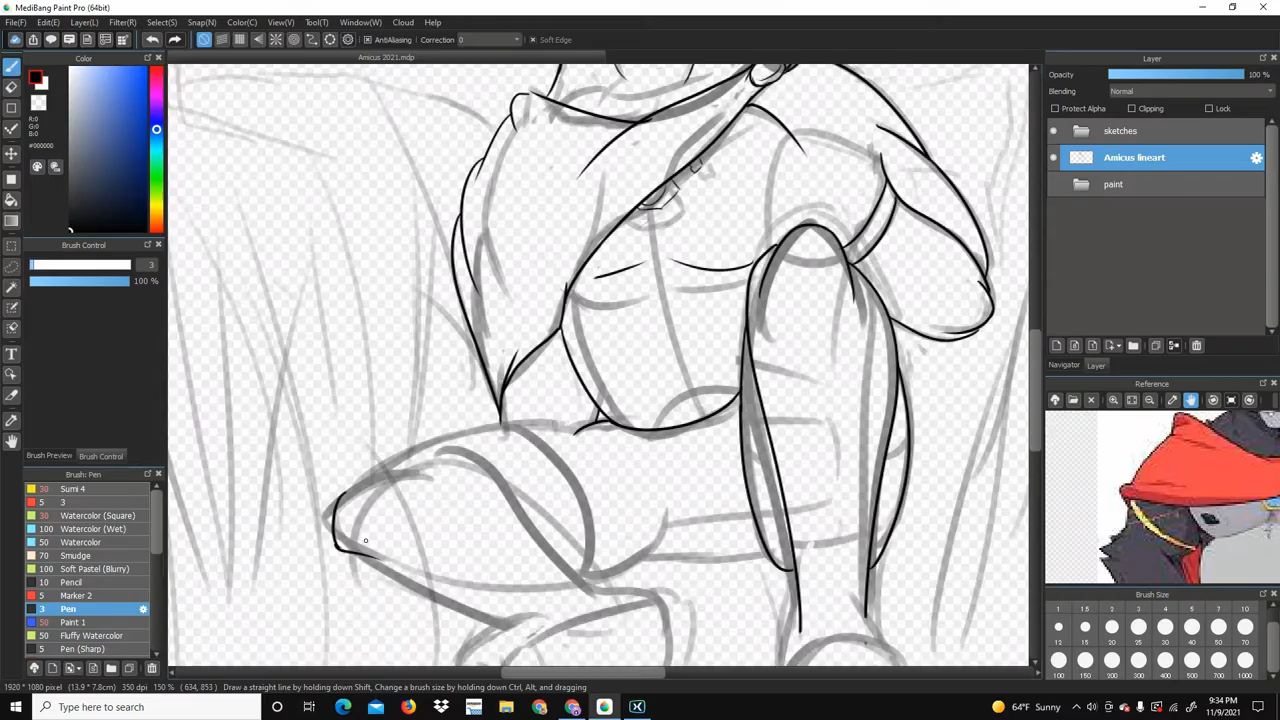 MediBang Paint Pro (64bit)
File(F) Edit(E) Layer(L) Filter(R) Select(S) Snap(N) Color(C) View(V) Tool(T) Window(W) Cloud Help
AntiAliasing Correction 0 Soft Edge
Color
Amicus 2021.mdp
R:0
G:0
B:0
#000000
Brush Control
3
100 %
Brush Preview Brush Control
Brush: Pen
30 Sumi 4
5 3
30 Watercolor (Square)
100 Watercolor (Wet)
50 Watercolor
70 Smudge
100 Soft Pastel (Blurry)
10 Pencil
5 Marker 2
3 Pen
50 Paint 1
50 Fluffy Watercolor
5 Pen (Sharp)
Layer
Opacity 100 %
Blending Normal
Protect Alpha Clipping Lock
sketches
Amicus lineart
paint
Navigator Layer
Reference
Brush Size
1 1.5 2 3 4 5 7 10
12 15 20 30 40 50 70 100
150 200 300 400 500 700 1000
1920 * 1080 pixel (13.9 * 7.8cm) 350 dpi 150 % ( 634, 853 ) Draw a straight line by holding down Shift, Change a brush size by holding down Ctrl, Alt, and dragging
Type here to search
64°F Sunny
9:34 PM
11/9/2021